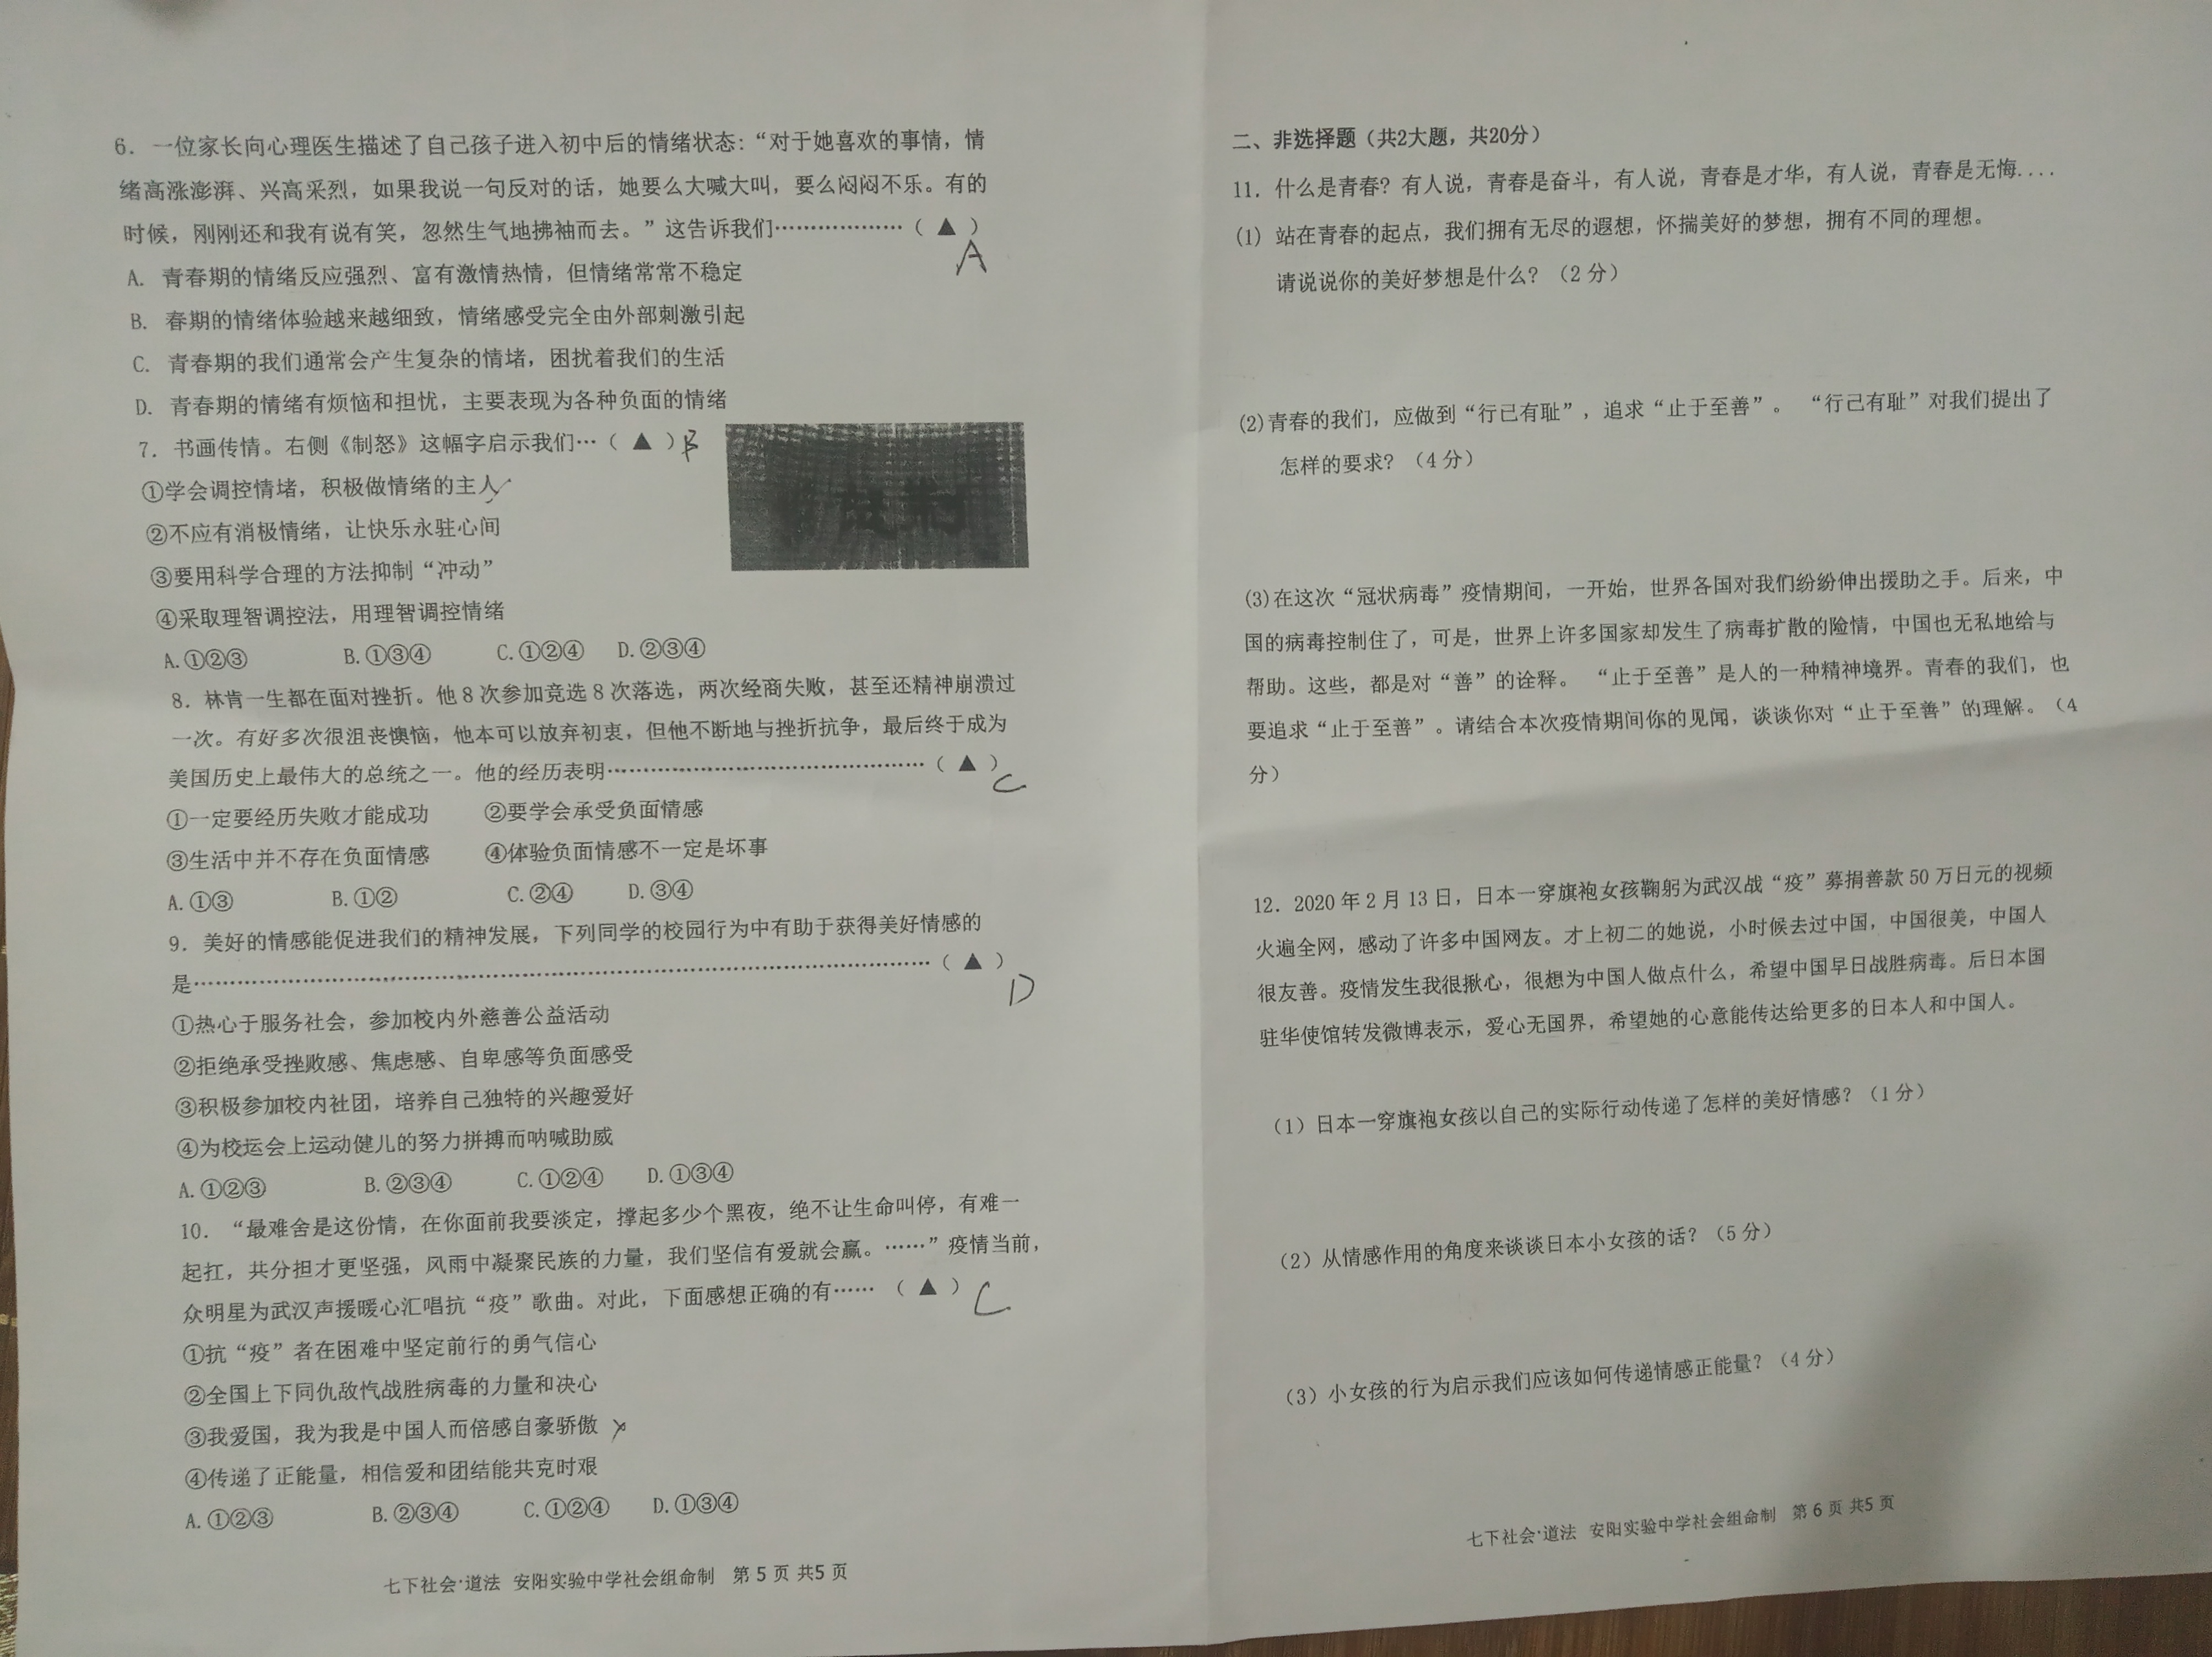 6. 一位家长向心理医生描述了自己孩子进入初中后的情绪状态：“对于她喜欢的事情，情
绪高涨澎湃、兴高采烈，如果我说一句反对的话，她要么大喊大叫，要么闷闷不乐。有的
时候，刚刚还和我有说有笑，忽然生气地拂袖而去。”这告诉我们………………（ ▲ ）
A
A. 青春期的情绪反应强烈、富有激情热情，但情绪常常不稳定
B. 春期的情绪体验越来越细致，情绪感受完全由外部刺激引起
C. 青春期的我们通常会产生复杂的情堵，困扰着我们的生活
D. 青春期的情绪有烦恼和担忧，主要表现为各种负面的情绪
7. 书画传情。右侧《制怒》这幅字启示我们…（ ▲ ）B
①学会调控情堵，积极做情绪的主人
②不应有消极情绪，让快乐永驻心间
③要用科学合理的方法抑制“冲动”
④采取理智调控法，用理智调控情绪
A.①②③ B.①③④ C.①②④ D.②③④
8. 林肯一生都在面对挫折。他8次参加竞选8次落选，两次经商失败，甚至还精神崩溃过
一次。有好多次很沮丧懊恼，他本可以放弃初衷，但他不断地与挫折抗争，最后终于成为
美国历史上最伟大的总统之一。他的经历表明……………………………………（ ▲ ）
C
①一定要经历失败才能成功 ②要学会承受负面情感
③生活中并不存在负面情感 ④体验负面情感不一定是坏事
A.①③ B.①② C.②④ D.③④
9. 美好的情感能促进我们的精神发展，下列同学的校园行为中有助于获得美好情感的
是………………………………………………………………………………………（ ▲ ）
D
①热心于服务社会，参加校内外慈善公益活动
②拒绝承受挫败感、焦虑感、自卑感等负面感受
③积极参加校内社团，培养自己独特的兴趣爱好
④为校运会上运动健儿的努力拼搏而呐喊助威
A.①②③ B.②③④ C.①②④ D.①③④
10. “最难舍是这份情，在你面前我要淡定，撑起多少个黑夜，绝不让生命叫停，有难一
起扛，共分担才更坚强，风雨中凝聚民族的力量，我们坚信有爱就会赢。……”疫情当前，
众明星为武汉声援暖心汇唱抗“疫”歌曲。对此，下面感想正确的有……（ ▲ ）
C
①抗“疫”者在困难中坚定前行的勇气信心
②全国上下同仇敌忾战胜病毒的力量和决心
③我爱国，我为我是中国人而倍感自豪骄傲 ×
④传递了正能量，相信爱和团结能共克时艰
A.①②③ B.②③④ C.①②④ D.①③④
七下社会·道法 安阳实验中学社会组命制 第 5 页 共5 页
二、非选择题（共2大题，共20分）
11. 什么是青春？有人说，青春是奋斗，有人说，青春是才华，有人说，青春是无悔....
(1) 站在青春的起点，我们拥有无尽的遐想，怀揣美好的梦想，拥有不同的理想。
请说说你的美好梦想是什么？（2 分）
(2)青春的我们，应做到“行己有耻”，追求“止于至善”。 “行己有耻”对我们提出了
怎样的要求？（4 分）
(3)在这次“冠状病毒”疫情期间，一开始，世界各国对我们纷纷伸出援助之手。后来，中
国的病毒控制住了，可是，世界上许多国家却发生了病毒扩散的险情，中国也无私地给与
帮助。这些，都是对“善”的诠释。 “止于至善”是人的一种精神境界。青春的我们，也
要追求“止于至善”。请结合本次疫情期间你的见闻，谈谈你对“止于至善”的理解。（4
分）
12. 2020 年 2 月 13 日，日本一穿旗袍女孩鞠躬为武汉战“疫”募捐善款 50 万日元的视频
火遍全网，感动了许多中国网友。才上初二的她说，小时候去过中国，中国很美，中国人
很友善。疫情发生我很揪心，很想为中国人做点什么，希望中国早日战胜病毒。后日本国
驻华使馆转发微博表示，爱心无国界，希望她的心意能传达给更多的日本人和中国人。
（1）日本一穿旗袍女孩以自己的实际行动传递了怎样的美好情感？（1 分）
（2）从情感作用的角度来谈谈日本小女孩的话？（5 分）
（3）小女孩的行为启示我们应该如何传递情感正能量？（4 分）
七下社会·道法 安阳实验中学社会组命制 第 6 页 共5 页